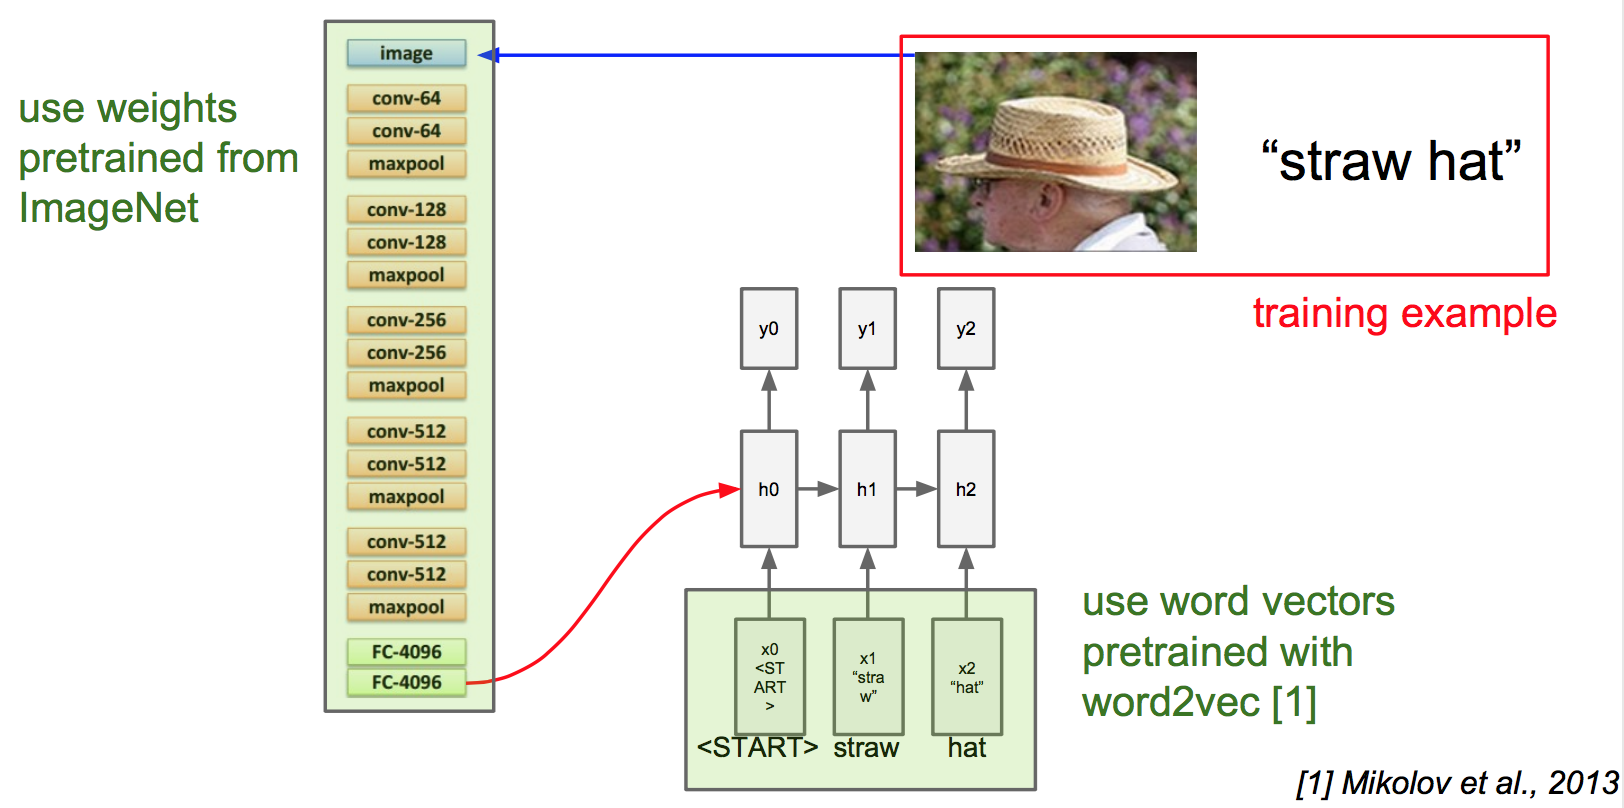 use weights
pretrained from
ImageNet
image
conv-64
conv-64
maxpool
conv-128
conv-128
maxpool
conv-256
conv-256
maxpool
conv-512
conv-512
maxpool
conv-512
conv-512
maxpool
FC-4096
FC-4096
“straw hat”
training example
y0
y1
y2
h0
h1
h2
x0
<ST
ART
>
x1
“stra
w”
x2
“hat”
<START>
straw
hat
use word vectors
pretrained with
word2vec [1]
[1] Mikolov et al., 2013